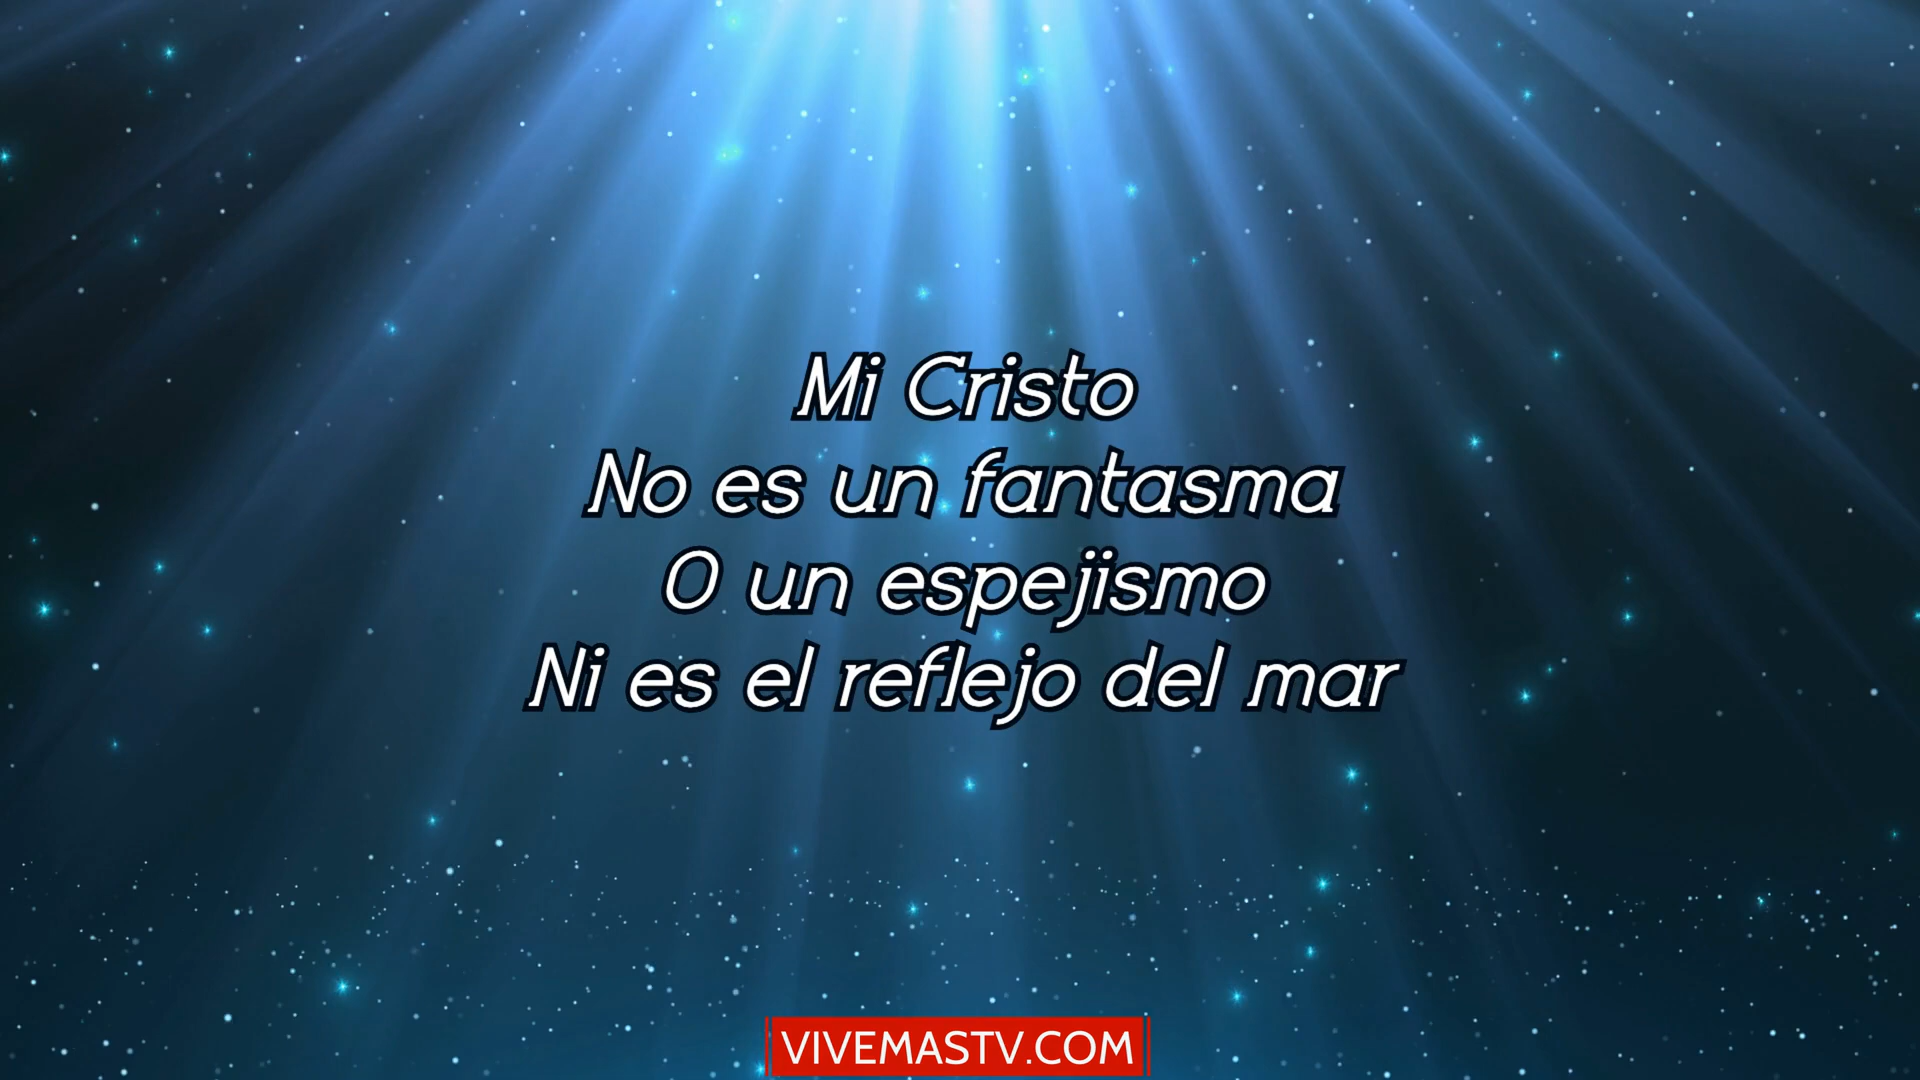 Mi Cristo
No es un fantasma
O un espejismo
Ni es el reflejo del mar
VIVEMASTV.COM